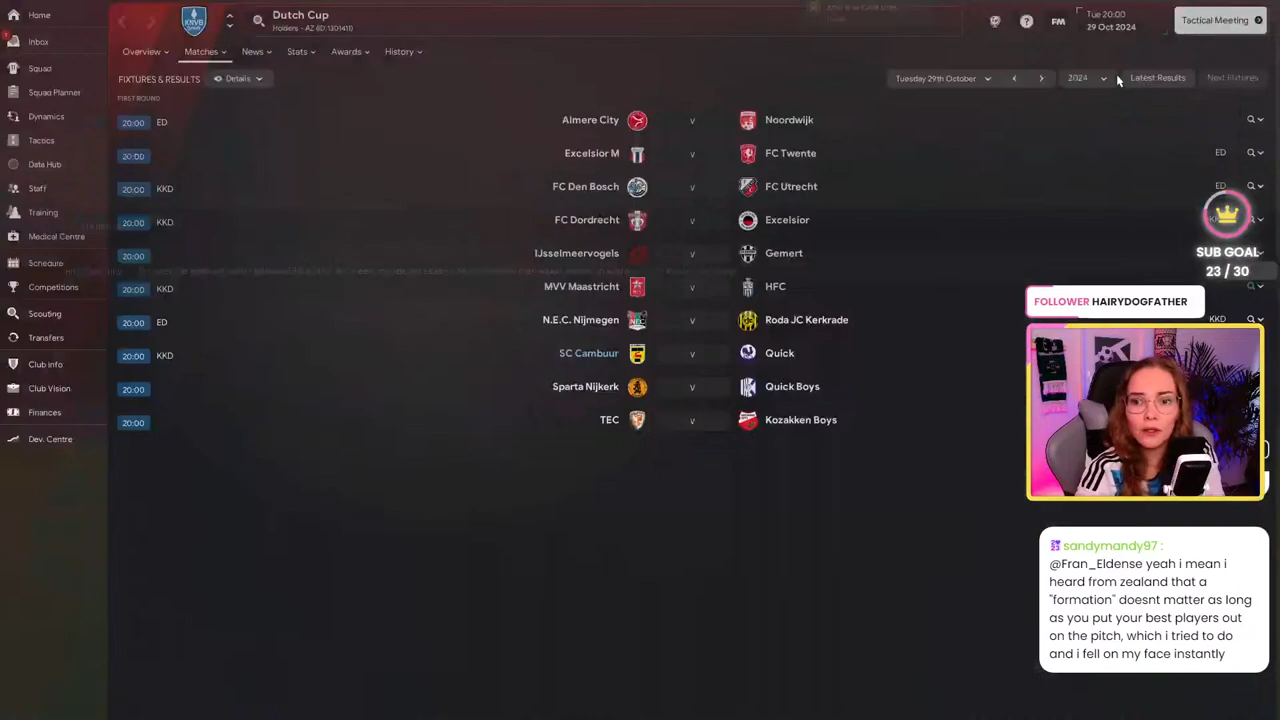 Home
Inbox
Squad
Squad Planner
Dynamics
Tactics
Data Hub
Staff
Training
Medical Centre
Schedule
Competitions
Scouting
Transfers
Club Info
Club Vision
Finances
Dev. Centre
Dutch Cup
Holders - AZ (ID:1301411)
FM
Tue 20:00
29 Oct 2024
Tactical Meeting
Overview
Matches
News
Stats
Awards
History
FIXTURES & RESULTS
Details
Tuesday 29th October
2024
Latest Results
Next Fixtures
FIRST ROUND
20:00 ED Almere City v Noordwijk
20:00 Excelsior M v FC Twente ED
20:00 KKD FC Den Bosch v FC Utrecht ED
20:00 KKD FC Dordrecht v Excelsior
20:00 IJsselmeervogels v Gemert
20:00 KKD MVV Maastricht v HFC
20:00 ED N.E.C. Nijmegen v Roda JC Kerkrade KKD
20:00 KKD SC Cambuur v Quick
20:00 Sparta Nijkerk v Quick Boys
20:00 TEC v Kozakken Boys
SUB GOAL
23 / 30
FOLLOWER HAIRYDOGFATHER
sandymandy97 :
@Fran_Eldense yeah i mean i
heard from zealand that a
"formation" doesnt matter as long
as you put your best players out
on the pitch, which i tried to do
and i fell on my face instantly